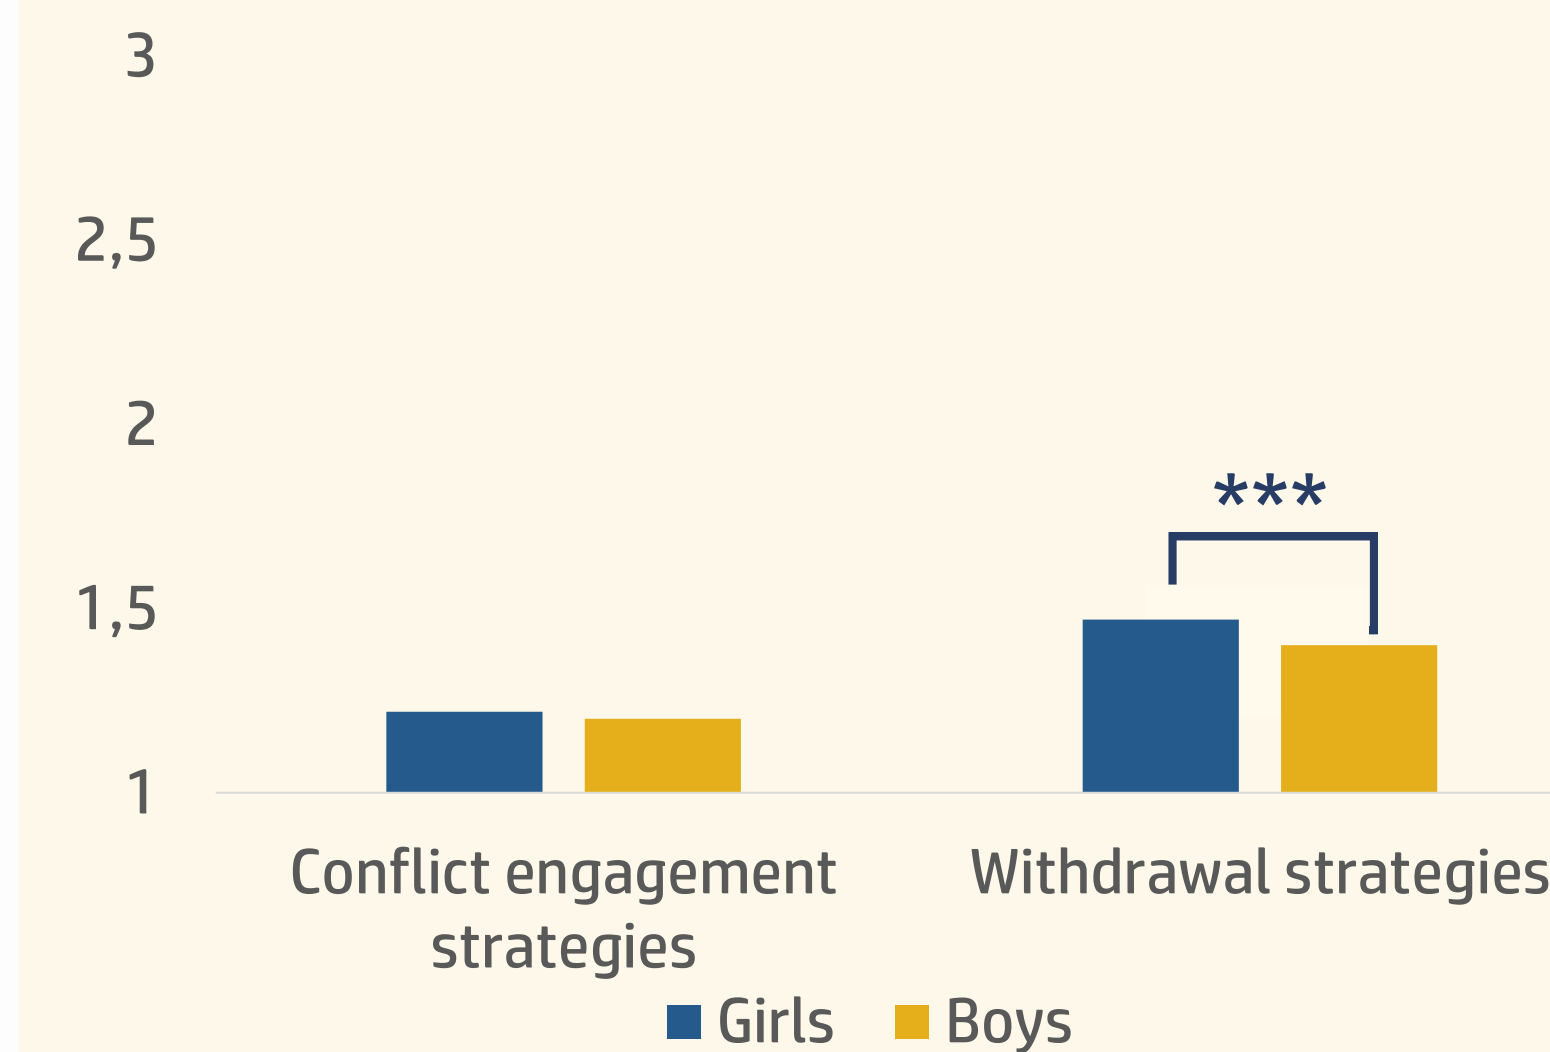 3
2,5
2
***
1,5
1
Conflict engagement
strategies
Withdrawal strategies
Girls
Boys